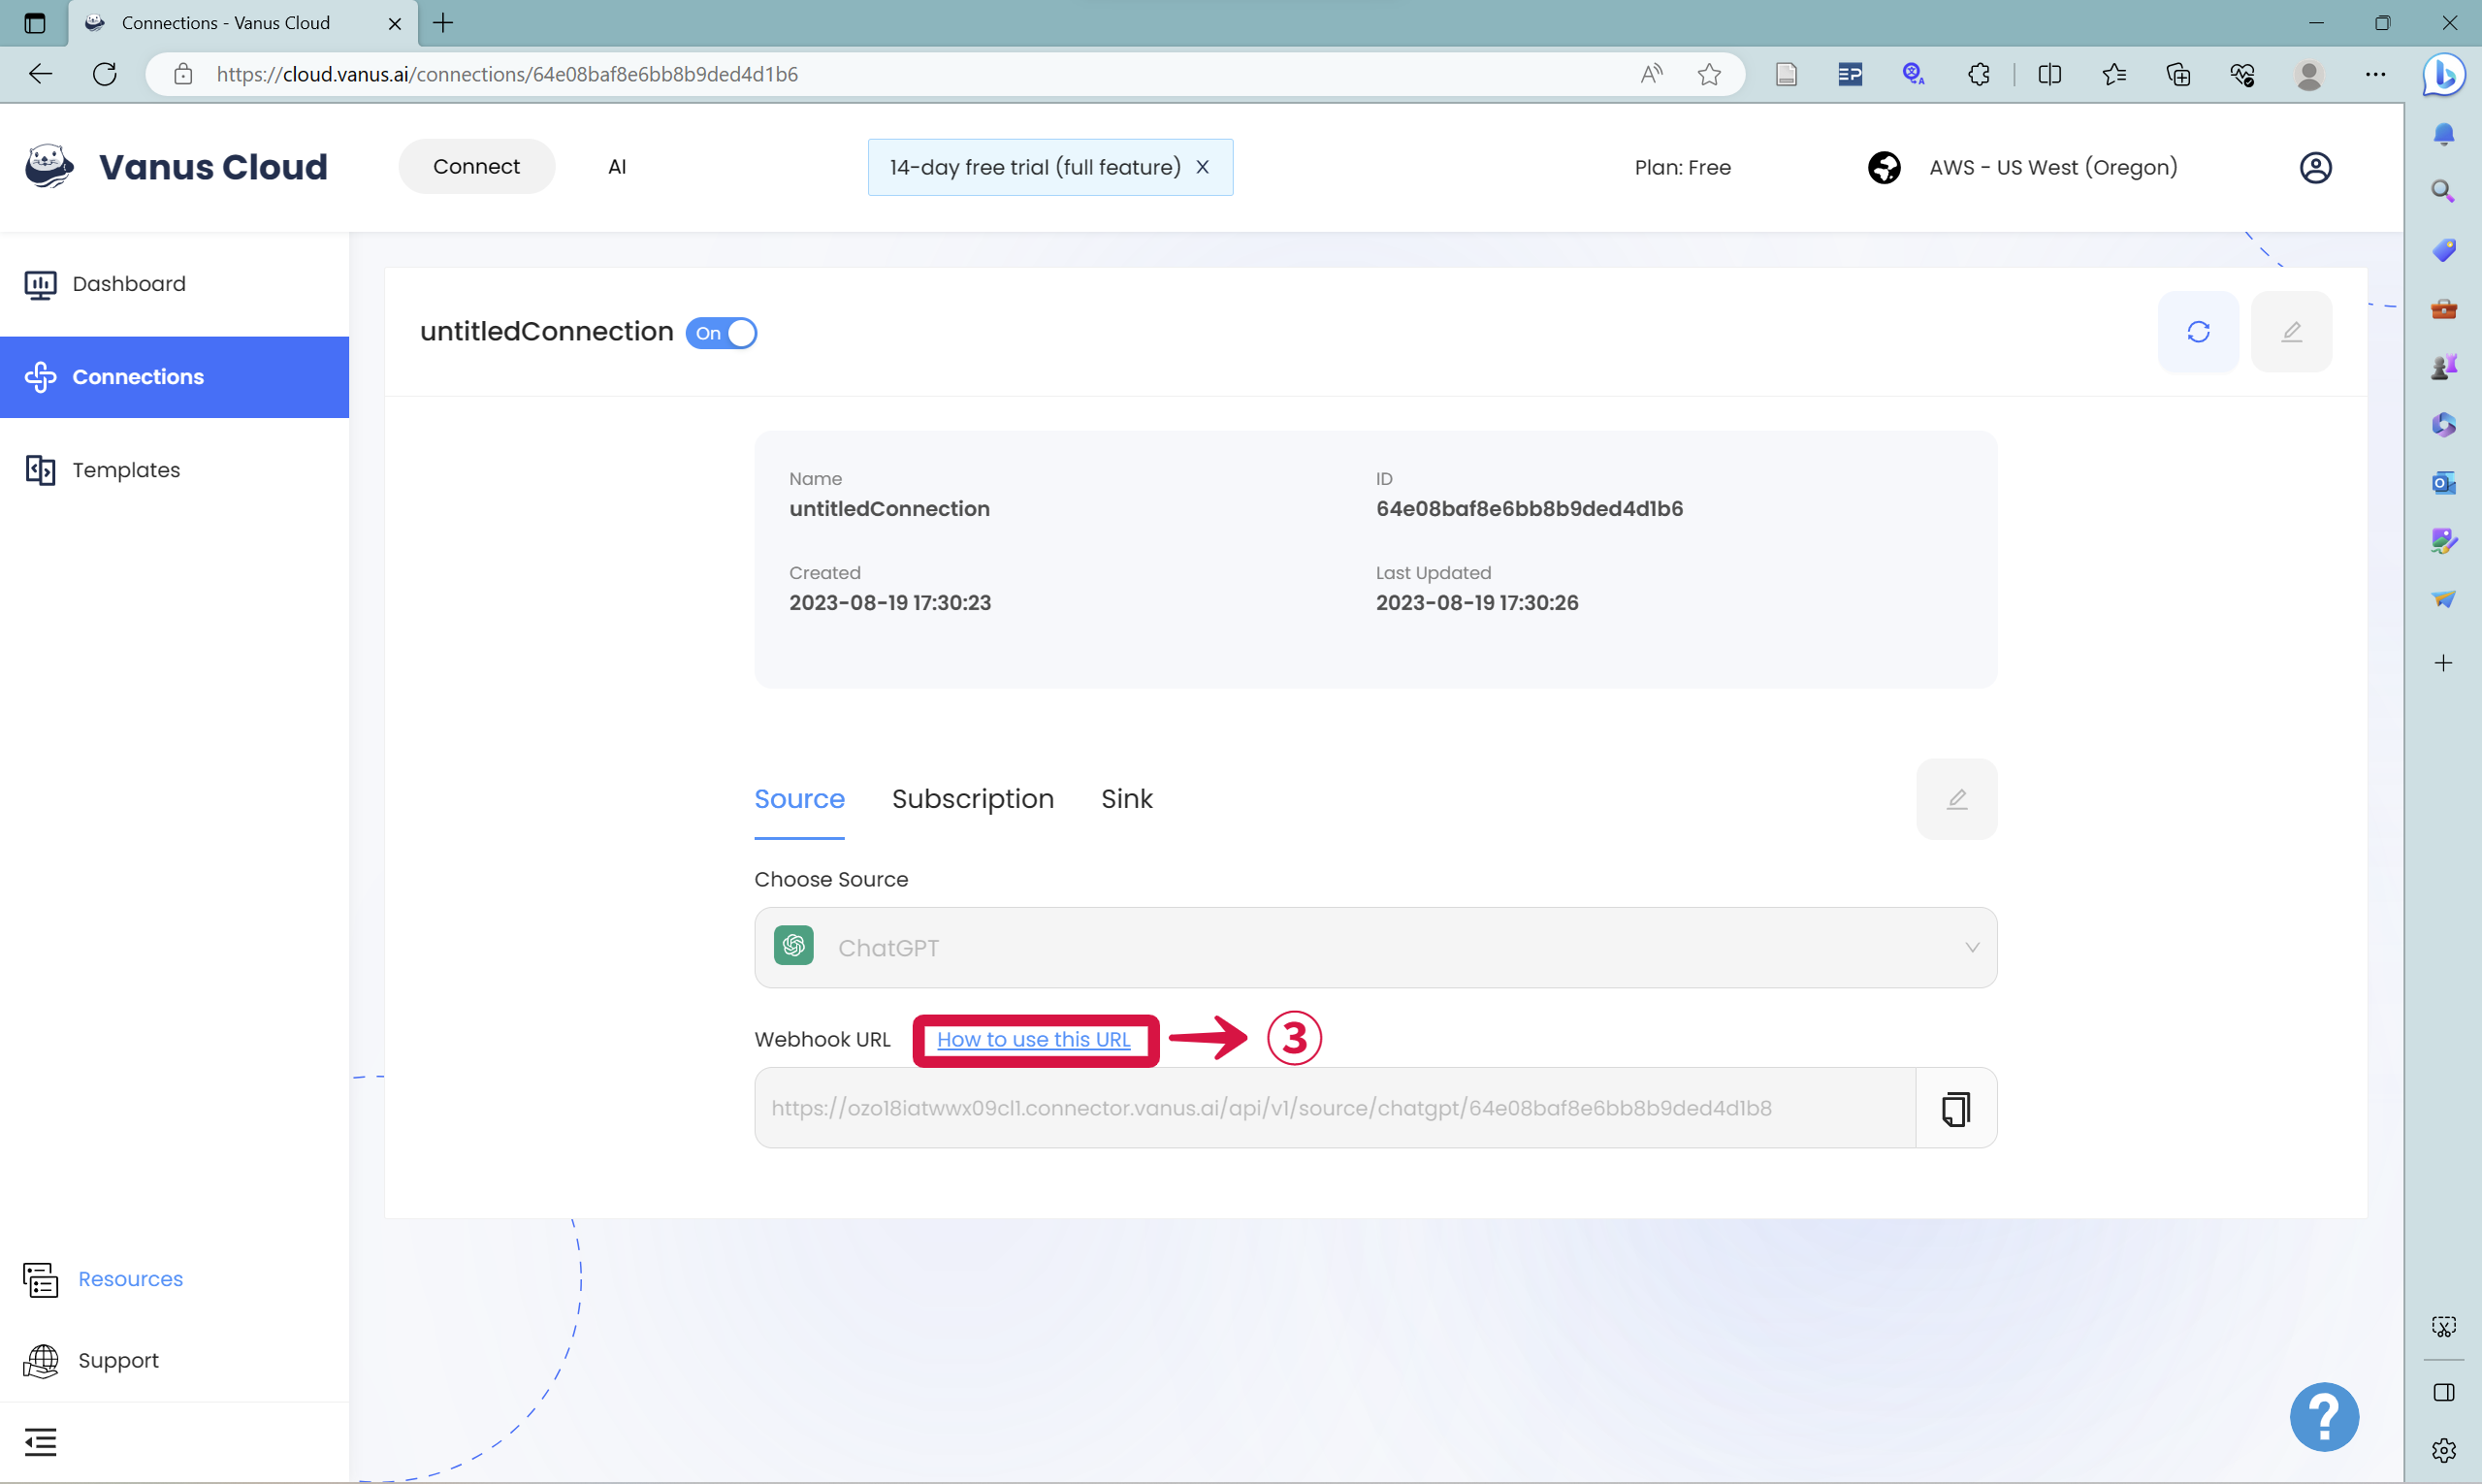 Connections - Vanus Cloud
https://cloud.vanus.ai/connections/64e08baf8e6bb8b9ded4d1b6
Vanus Cloud
Connect
AI
14-day free trial (full feature) X
Plan: Free
AWS - US West (Oregon)
Dashboard
Connections
Templates
untitledConnection On
Name
untitledConnection
ID
64e08baf8e6bb8b9ded4d1b6
Created
2023-08-19 17:30:23
Last Updated
2023-08-19 17:30:26
Source
Subscription
Sink
Choose Source
ChatGPT
Webhook URL
How to use this URL
3
https://ozo18iatwwx09cl1.connector.vanus.ai/api/v1/source/chatgpt/64e08baf8e6bb8b9ded4d1b8
Resources
Support
?